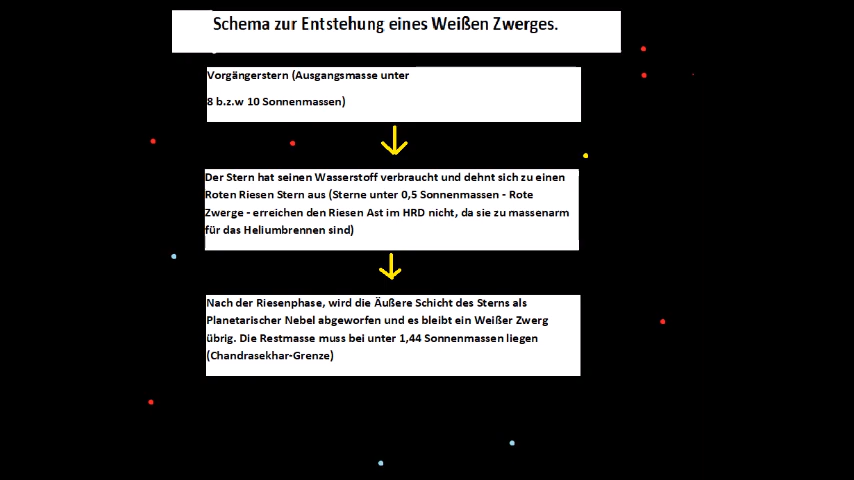 Schema zur Entstehung eines Weißen Zwerges.
Vorgängerstern (Ausgangsmasse unter
8 b.z.w 10 Sonnenmassen)
Der Stern hat seinen Wasserstoff verbraucht und dehnt sich zu einen
Roten Riesen Stern aus (Sterne unter 0,5 Sonnenmassen - Rote
Zwerge - erreichen den Riesen Ast im HRD nicht, da sie zu massenarm
für das Heliumbrennen sind)
Nach der Riesenphase, wird die Äußere Schicht des Sterns als
Planetarischer Nebel abgeworfen und es bleibt ein Weißer Zwerg
übrig. Die Restmasse muss bei unter 1,44 Sonnenmassen liegen
(Chandrasekhar-Grenze)